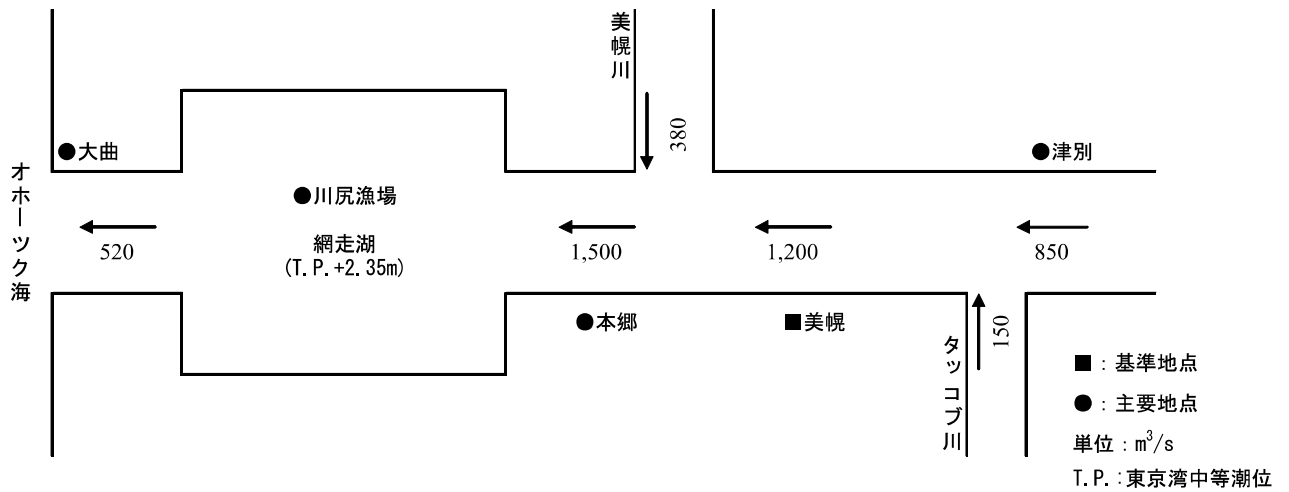 美幌川
380
大曲
津別
オホーツク海
川尻漁場
520
網走湖
(T.P.+2.35m)
1,500
1,200
850
本郷
美幌
タッコブ川
150
■：基準地点
●：主要地点
単位：m³/s
T.P.：東京湾中等潮位